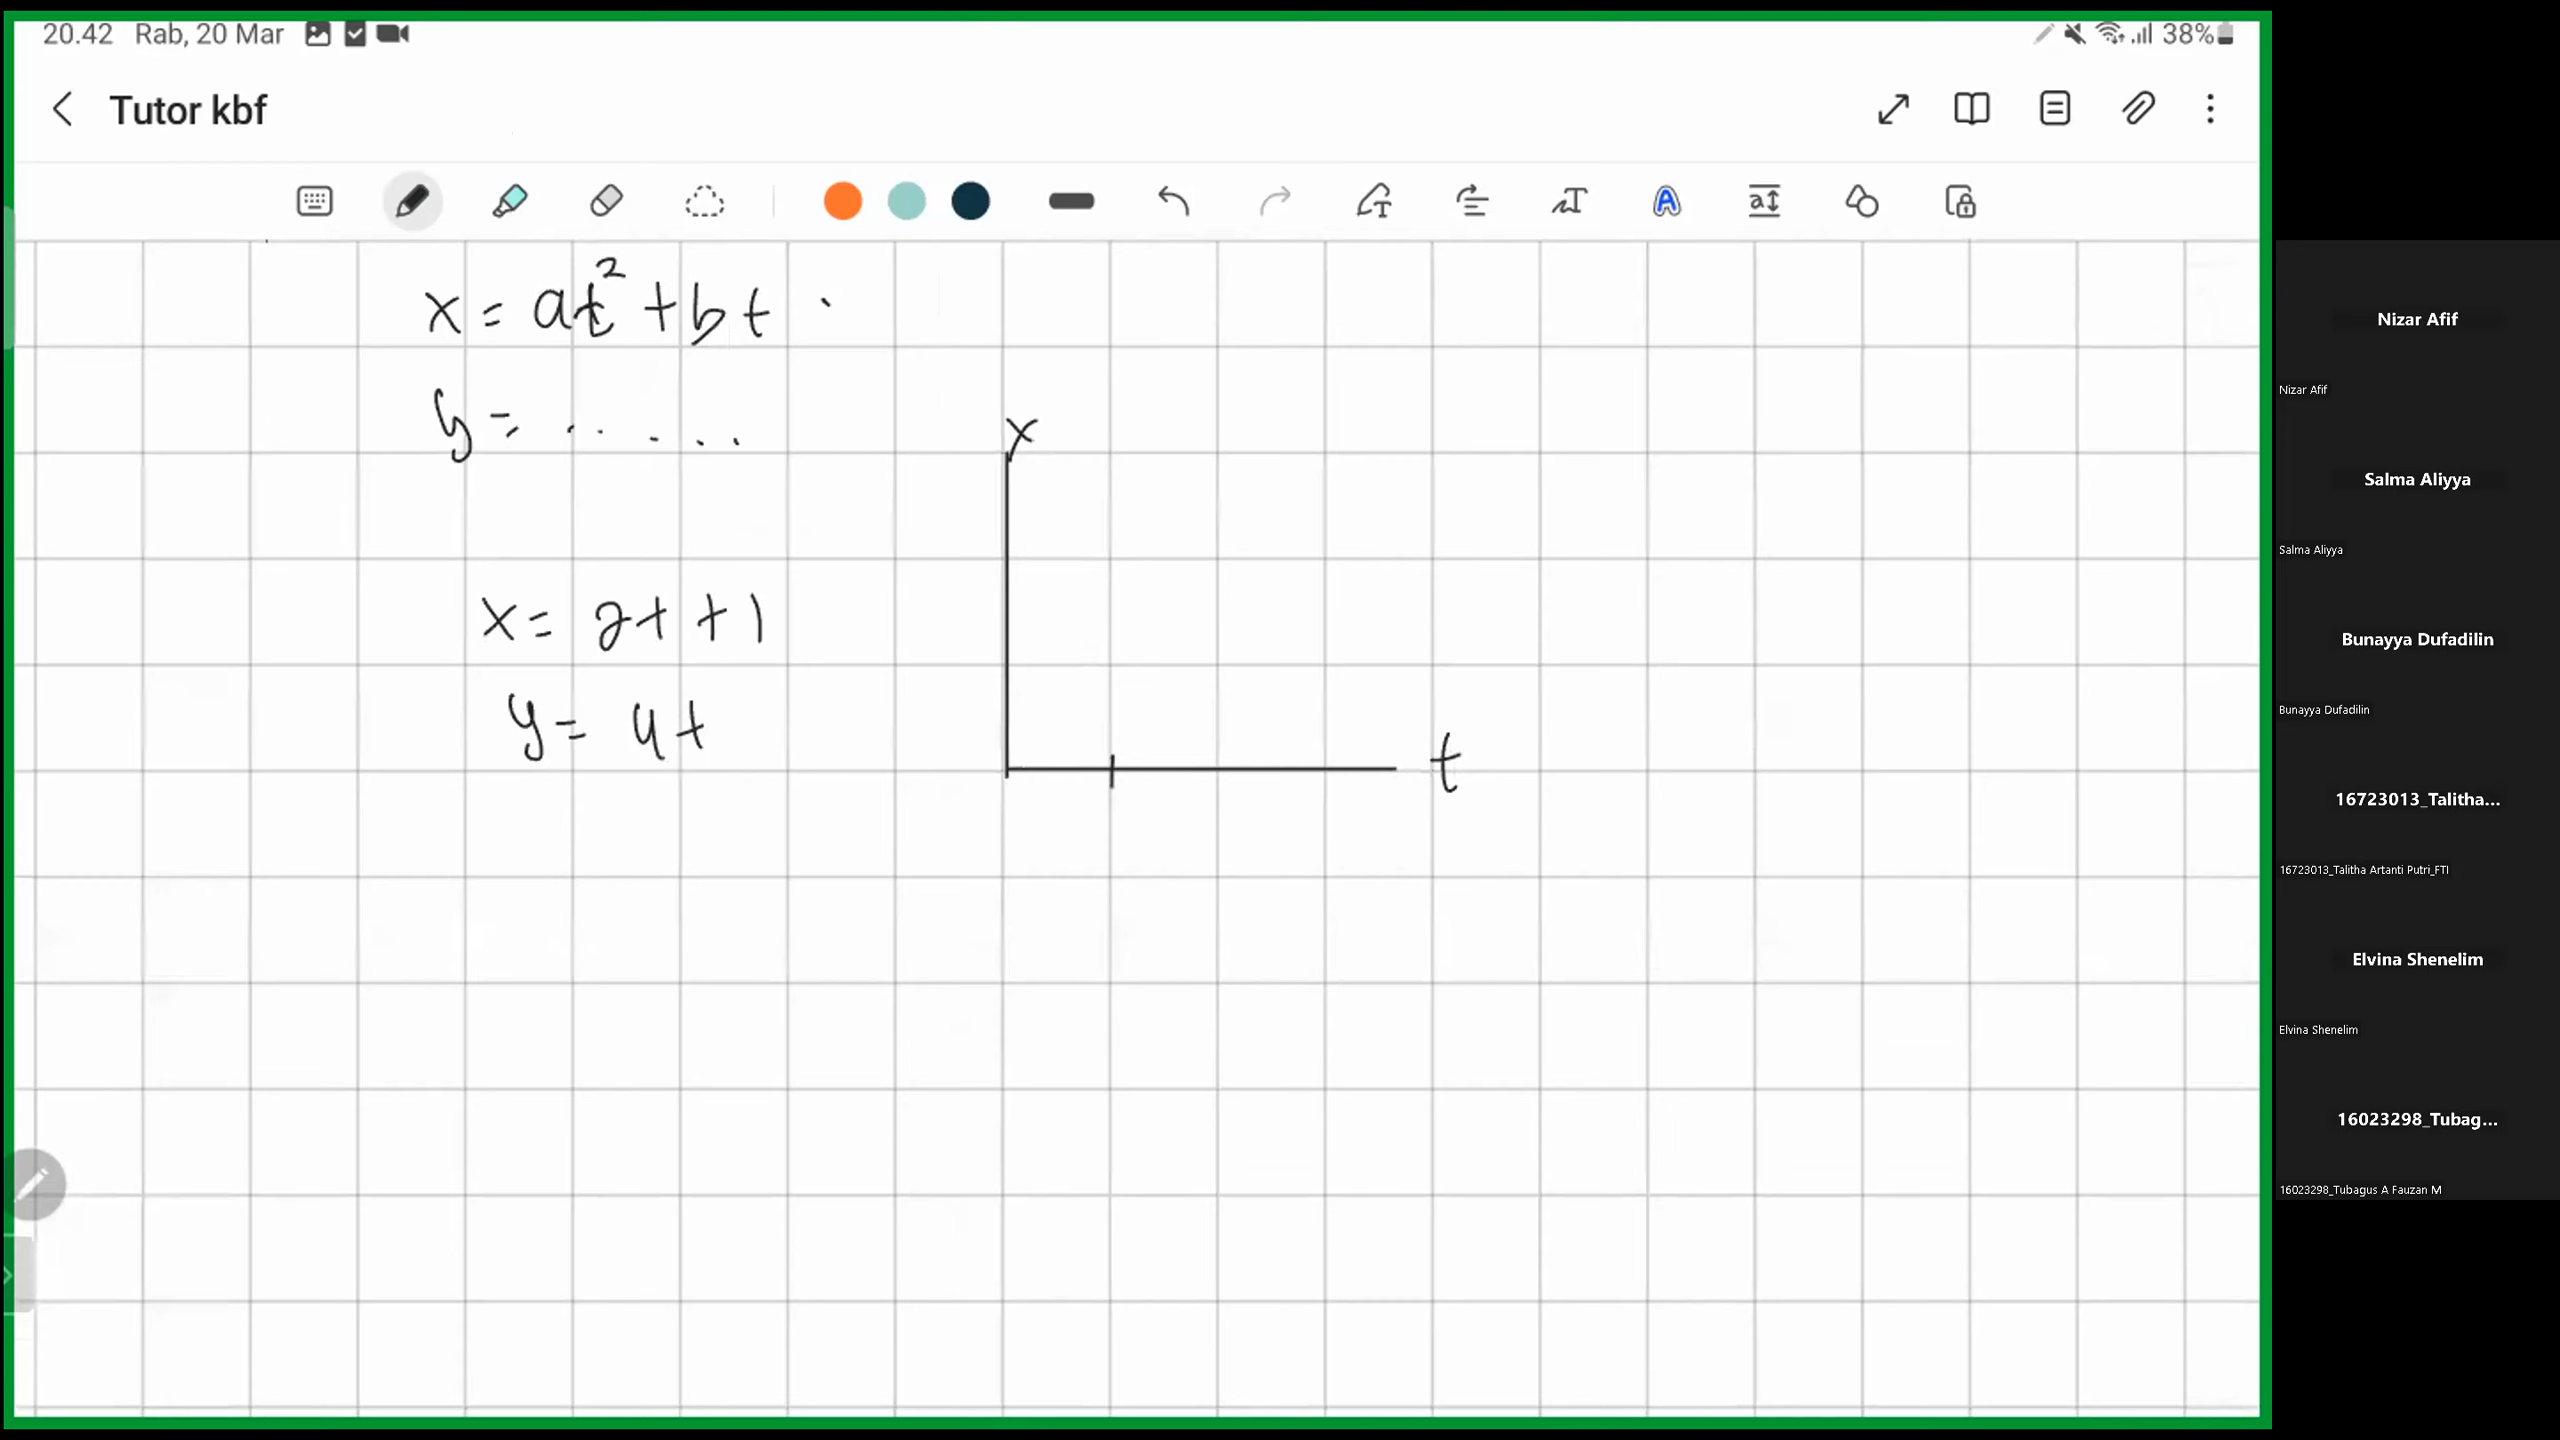 20.42 Rab, 20 Mar
38%
Tutor kbf
x = at² + bt .
y = .....
x
x = 2t + 1
y = 4t
t
Nizar Afif
Nizar Afif
Salma Aliyya
Salma Aliyya
Bunayya Dufadilin
Bunayya Dufadilin
16723013_Talitha...
16723013_Talitha Artanti Putri_FTI
Elvina Shenelim
Elvina Shenelim
16023298_Tubag...
16023298_Tubagus A Fauzan M